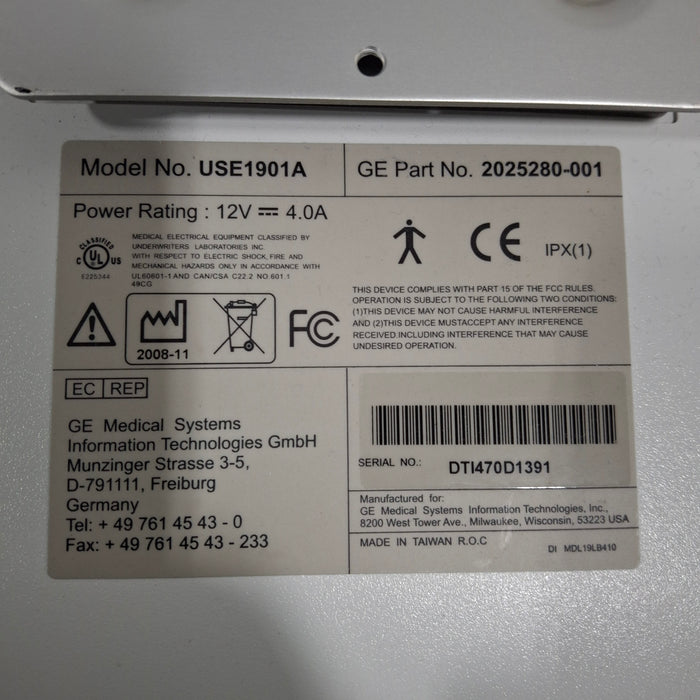 Model No. USE1901A
GE Part No. 2025280-001
Power Rating : 12V ⎓ 4.0A
CLASSIFIED
C UL US
E225344
MEDICAL ELECTRICAL EQUIPMENT CLASSIFIED BY
UNDERWRITERS LABORATORIES INC.
WITH RESPECT TO ELECTRIC SHOCK, FIRE AND
MECHANICAL HAZARDS ONLY IN ACCORDANCE WITH
UL60601-1 AND CAN/CSA C22.2 NO.601.1
49CG
CE
IPX(1)
2008-11
FC
THIS DEVICE COMPLIES WITH PART 15 OF THE FCC RULES.
OPERATION IS SUBJECT TO THE FOLLOWING TWO CONDITIONS:
(1)THIS DEVICE MAY NOT CAUSE HARMFUL INTERFERENCE
AND (2)THIS DEVICE MUSTACCEPT ANY INTERFERENCE
RECEIVED.INCLUDING INTERFERENCE THAT MAY CAUSE
UNDESIRED OPERATION.
EC REP
GE Medical Systems
Information Technologies GmbH
Munzinger Strasse 3-5,
D-791111, Freiburg
Germany
Tel: + 49 761 45 43 - 0
Fax: + 49 761 45 43 - 233
SERIAL NO.: DTI470D1391
Manufactured for:
GE Medical Systems Information Technologies, Inc.,
8200 West Tower Ave., Milwaukee, Wisconsin, 53223 USA
MADE IN TAIWAN R.O.C
DI MDL19LB410